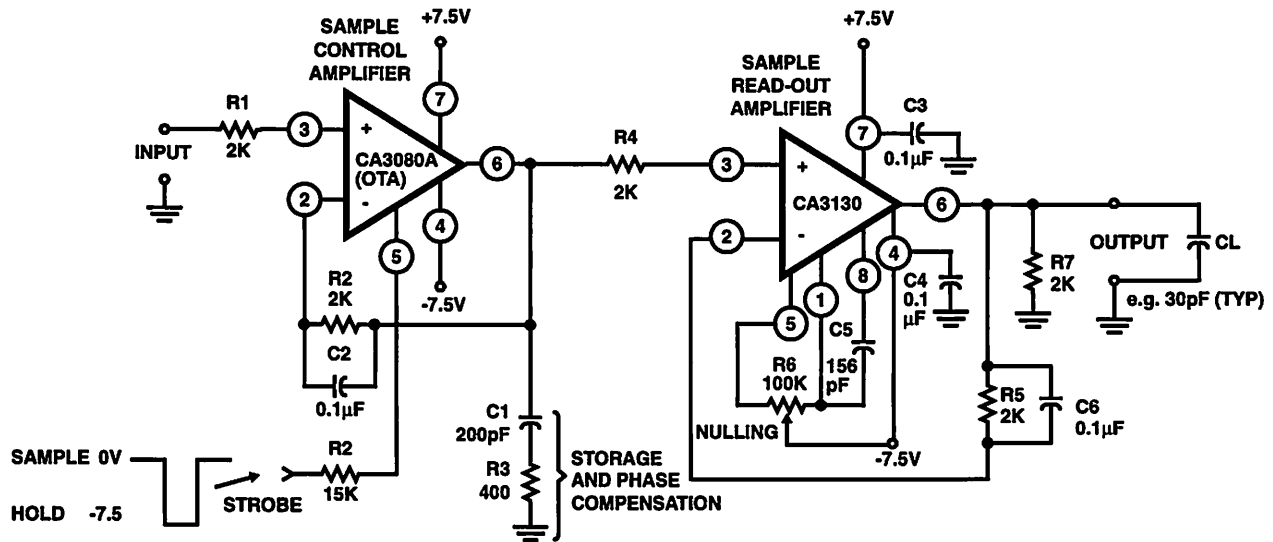 +7.5V
SAMPLE
CONTROL
AMPLIFIER
7
R1
2K
3
+
INPUT
CA3080A
(OTA)
6
2
-
4
5
-7.5V
R2
2K
C2
0.1μF
R4
2K
+7.5V
SAMPLE
READ-OUT
AMPLIFIER
C3
7
0.1μF
3
+
CA3130
6
2
-
4
OUTPUT
CL
8
C4
0.1
μF
R7
2K
e.g. 30pF (TYP)
1
5
C5
156
pF
R6
100K
NULLING
-7.5V
R5
2K
C6
0.1μF
C1
200pF
R3
400
STORAGE
AND PHASE
COMPENSATION
SAMPLE 0V
HOLD -7.5
STROBE
R2
15K